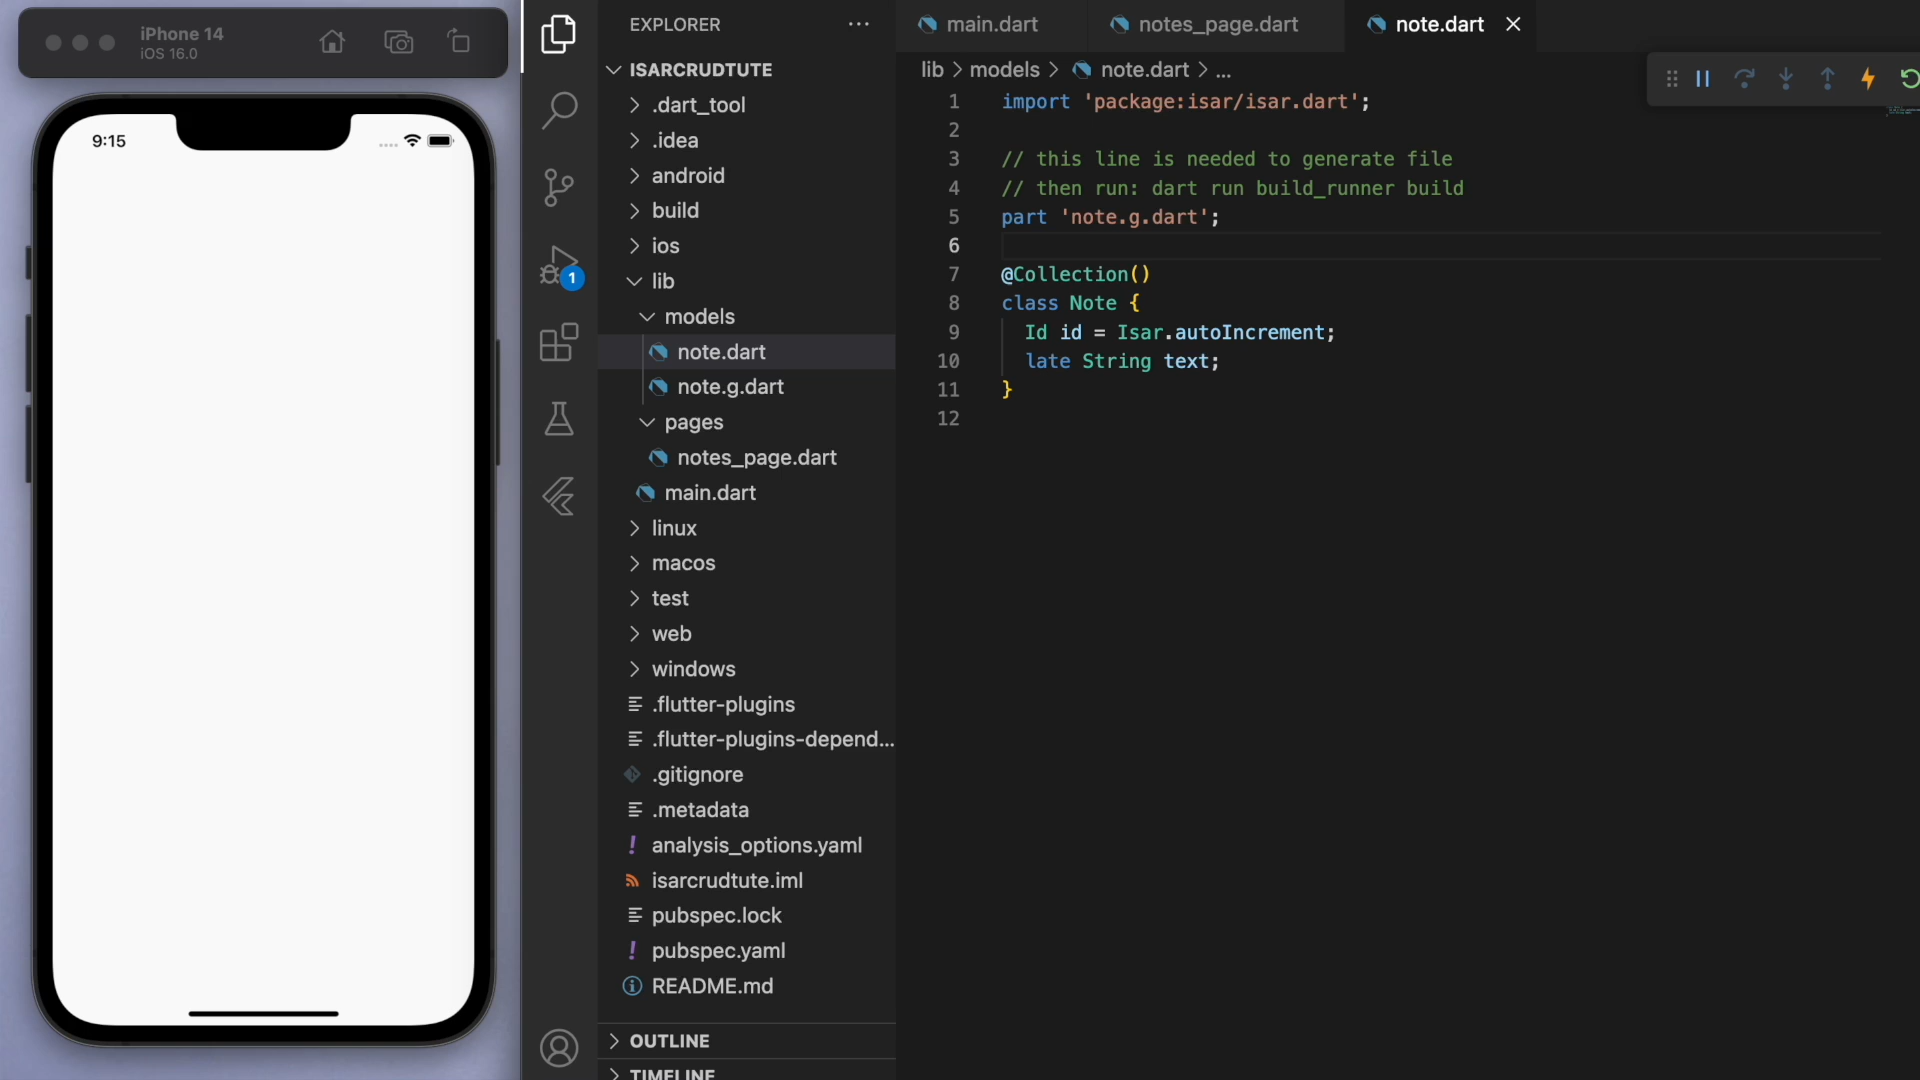 iPhone 14
iOS 16.0
9:15
EXPLORER
ISARCRUDTUTE
.dart_tool
.idea
android
build
ios
lib
models
note.dart
note.g.dart
pages
notes_page.dart
main.dart
linux
macos
test
web
windows
.flutter-plugins
.flutter-plugins-depend...
.gitignore
.metadata
analysis_options.yaml
isarcrudtute.iml
pubspec.lock
pubspec.yaml
README.md
OUTLINE
TIMELINE
1
main.dart
notes_page.dart
note.dart
lib > models > note.dart > ...
1 import 'package:isar/isar.dart';
2
3 // this line is needed to generate file
4 // then run: dart run build_runner build
5 part 'note.g.dart';
6
7 @Collection()
8 class Note {
9 Id id = Isar.autoIncrement;
10 late String text;
11 }
12